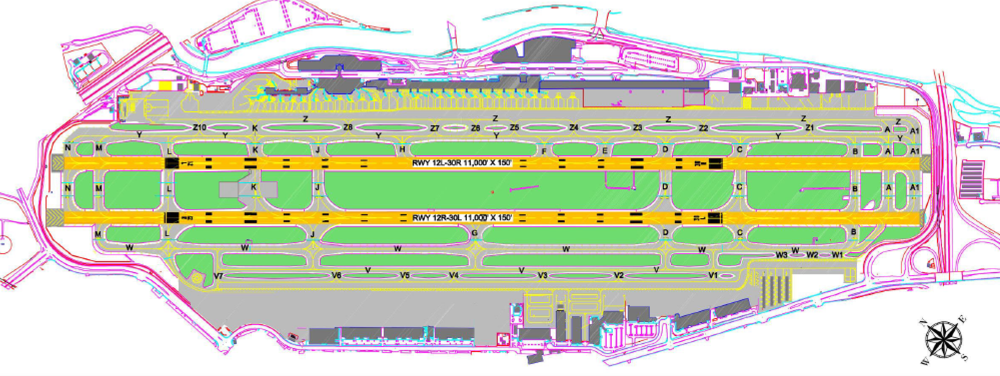 Z Z Z Z Z
Z10 K Z8 Z7 Z6 Z5 Z4 Z3 Z2 Z1 A A1
Y Y Y Y Y Y
N M L K J H F E D C B A A1
RWY 12L-30R 11,000' X 150'
N M L K J D C B A A1
RWY 12R-30L 11,000' X 150'
M L J G D C B
W W W W W W
W3 W2 W1
V V V
V7 V6 V5 V4 V3 V2 V1
N E
W S